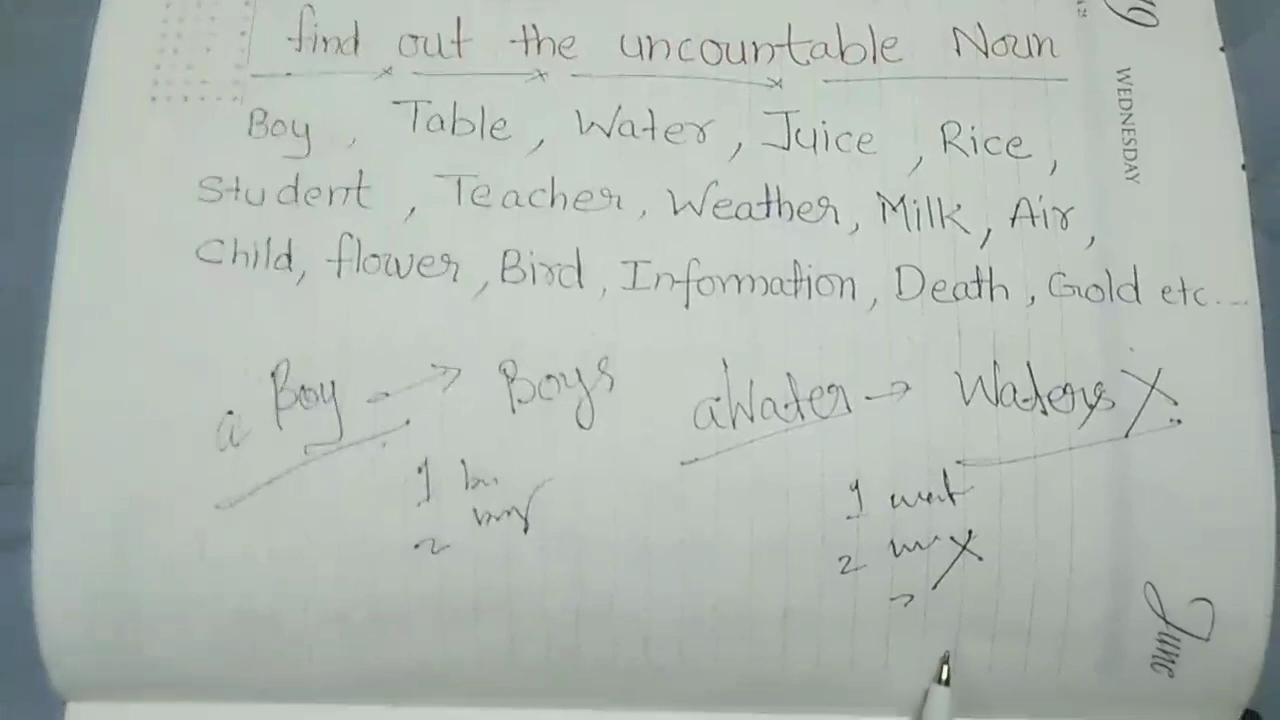 find out the uncountable Noun
Boy, Table, Water, Juice, Rice,
Student, Teacher, Weather, Milk, Air,
Child, flower, Bird, Information, Death, Gold etc...
a Boy → Boys a Water → Waters X
1
2
1
2 X
WEDNESDAY
June